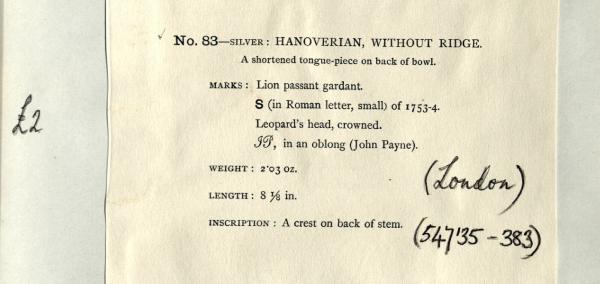 No. 83—SILVER: HANOVERIAN, WITHOUT RIDGE.
A shortened tongue-piece on back of bowl.
MARKS: Lion passant gardant.
S (in Roman letter, small) of 1753-4.
Leopard's head, crowned.
IP, in an oblong (John Payne).
£2
WEIGHT: 2·03 oz.
(London)
LENGTH: 8 1/8 in.
INSCRIPTION: A crest on back of stem.
(547'35-383)